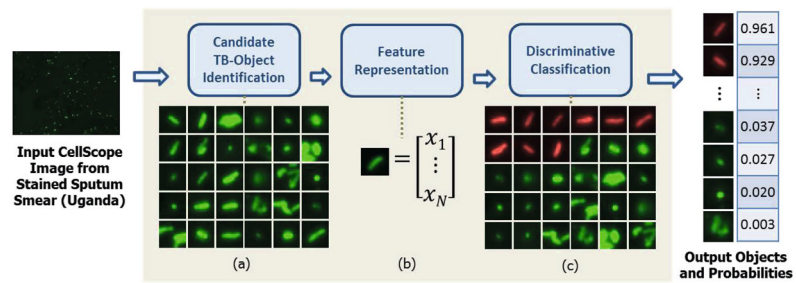 Candidate
TB-Object
Identification
Feature
Representation
Discriminative
Classification
Input CellScope
Image from
Stained Sputum
Smear (Uganda)
=
x1
⋮
xN
(a)
(b)
(c)
0.961
0.929
⋮ ⋮
0.037
0.027
0.020
0.003
Output Objects
and Probabilities